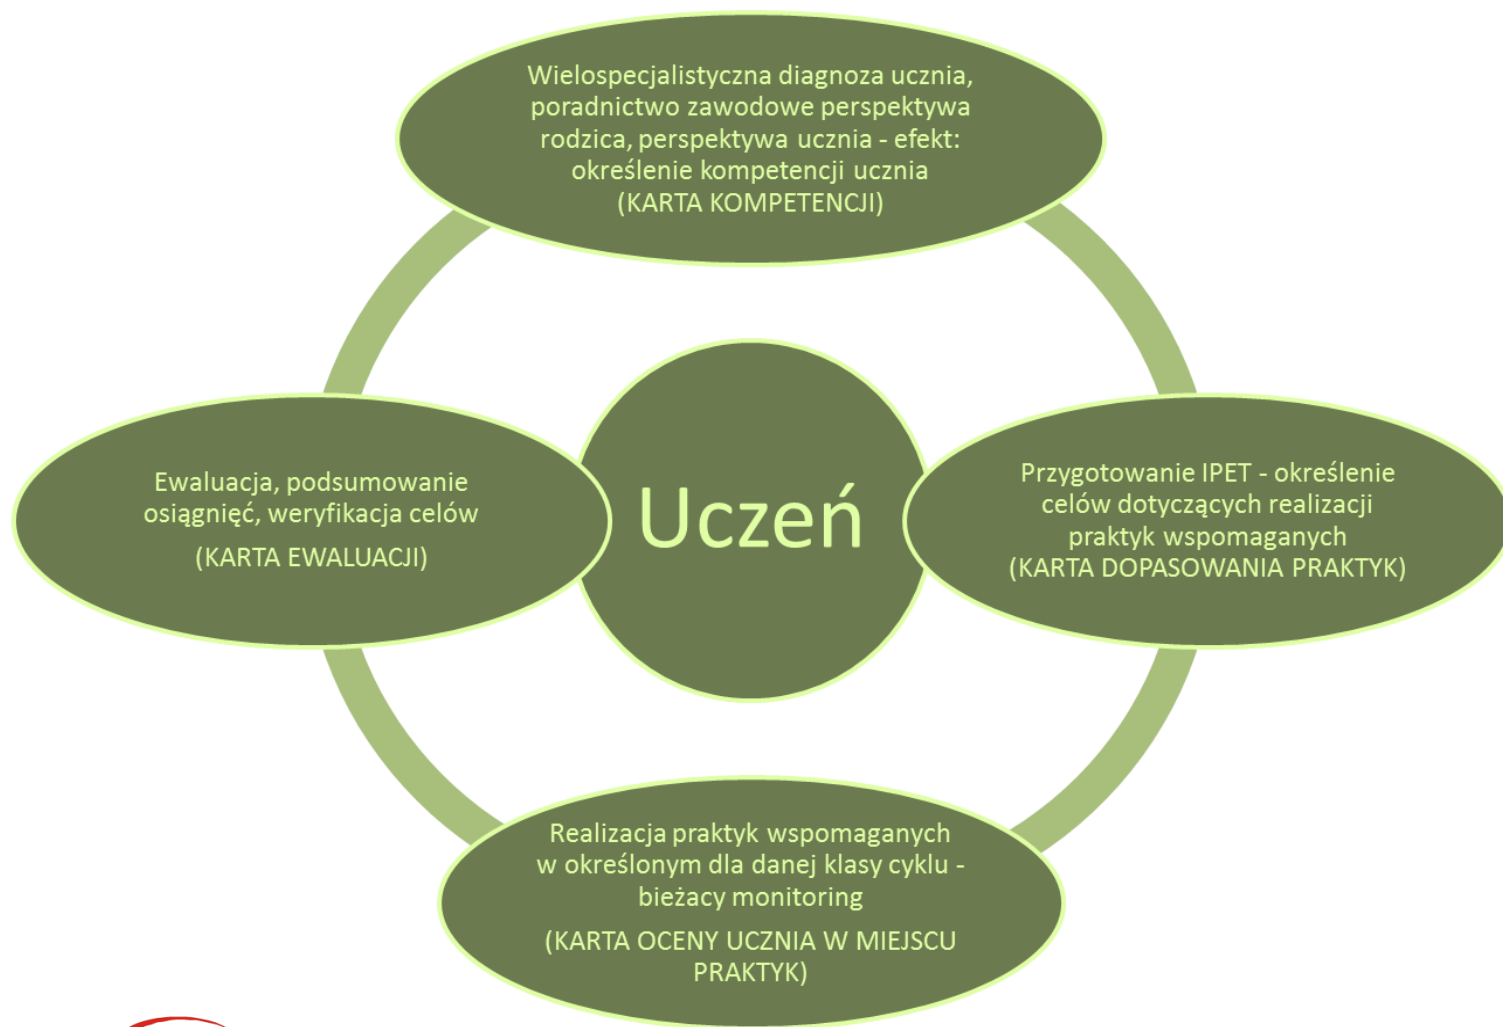 Wielospecjalistyczna diagnoza ucznia,
poradnictwo zawodowe perspektywa
rodzica, perspektywa ucznia - efekt:
określenie kompetencji ucznia
(KARTA KOMPETENCJI)
Ewaluacja, podsumowanie
osiągnięć, weryfikacja celów
(KARTA EWALUACJI)
Uczeń
Przygotowanie IPET - określenie
celów dotyczących realizacji
praktyk wspomaganych
(KARTA DOPASOWANIA PRAKTYK)
Realizacja praktyk wspomaganych
w określonym dla danej klasy cyklu -
bieżacy monitoring
(KARTA OCENY UCZNIA W MIEJSCU
PRAKTYK)